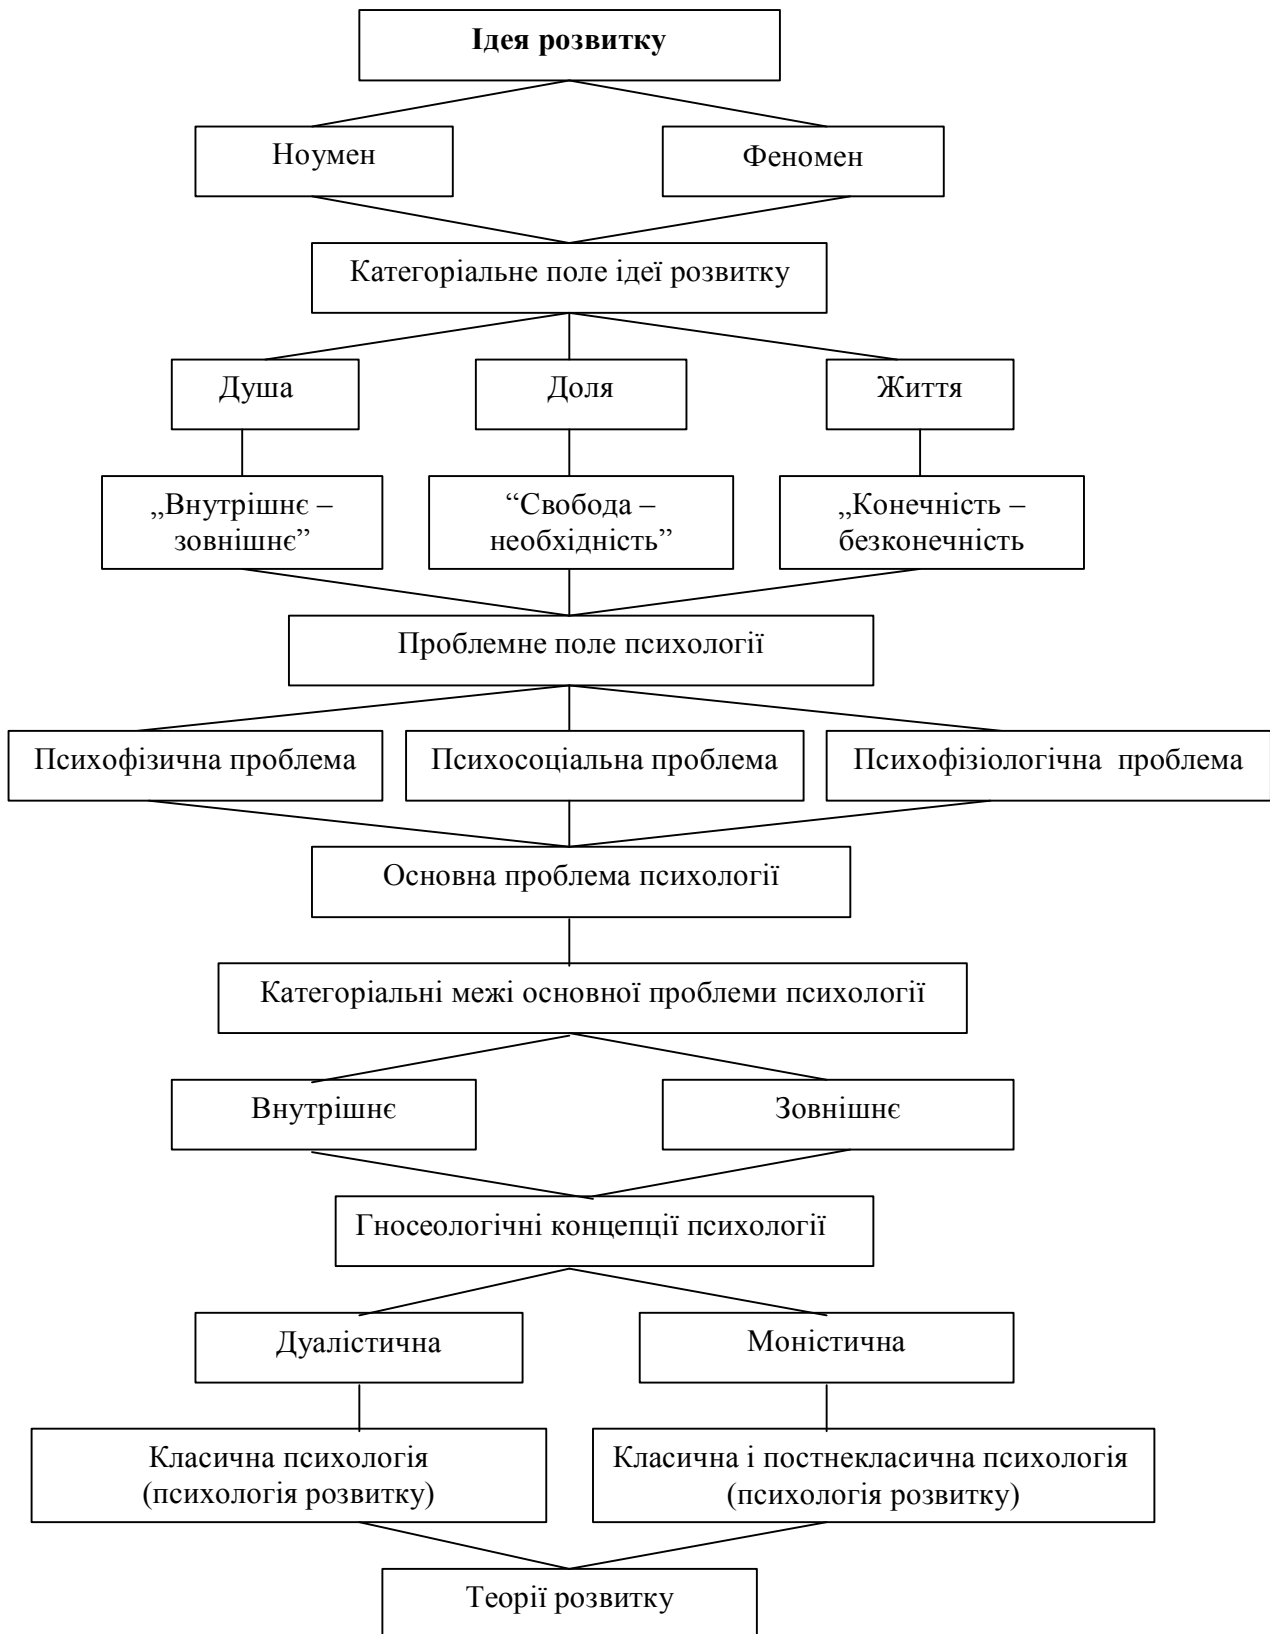 Ідея розвитку
Ноумен
Феномен
Категоріальне поле ідеї розвитку
Душа
Доля
Життя
„Внутрішнє –
зовнішнє”
“Свобода –
необхідність”
„Конечність –
безконечність
Проблемне поле психології
Психофізична проблема
Психосоціальна проблема
Психофізіологічна проблема
Основна проблема психології
Категоріальні межі основної проблеми психології
Внутрішнє
Зовнішнє
Гносеологічні концепції психології
Дуалістична
Моністична
Класична психологія
(психологія розвитку)
Класична і постнекласична психологія
(психологія розвитку)
Теорії розвитку